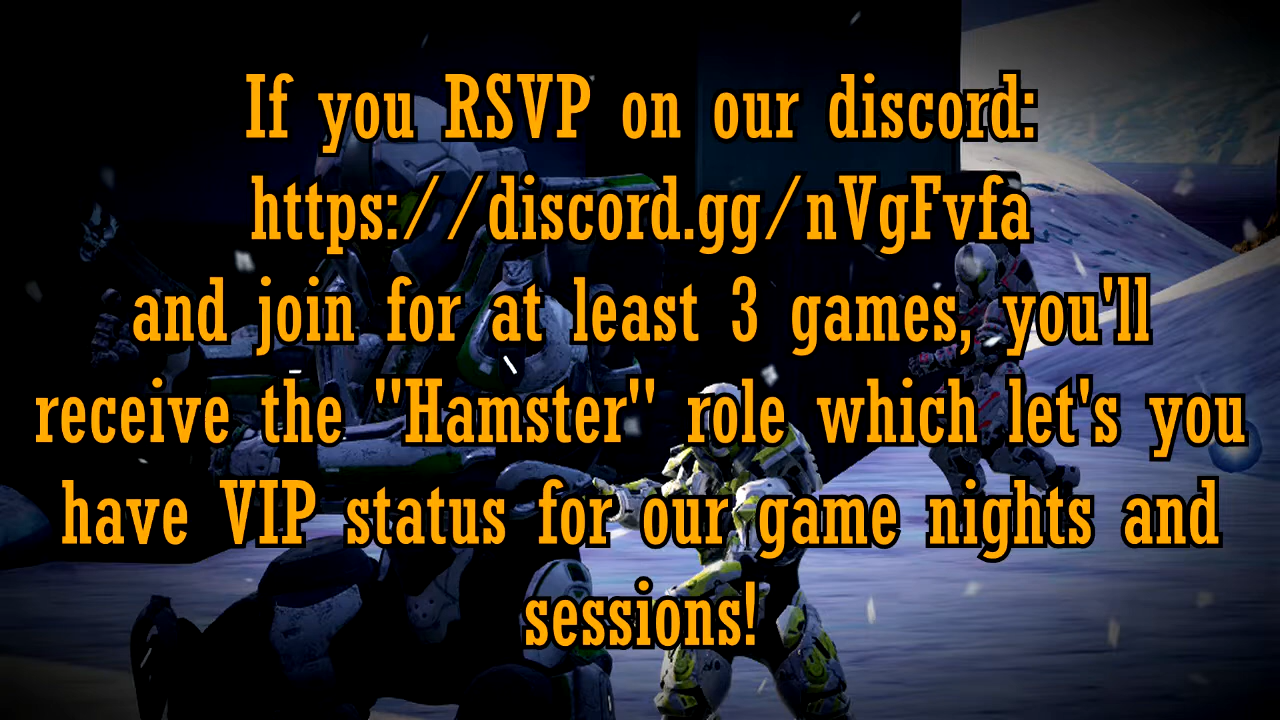 If you RSVP on our discord:
https://discord.gg/nVgFvfa
and join for at least 3 games, you'll
receive the "Hamster" role which let's you
have VIP status for our game nights and
sessions!